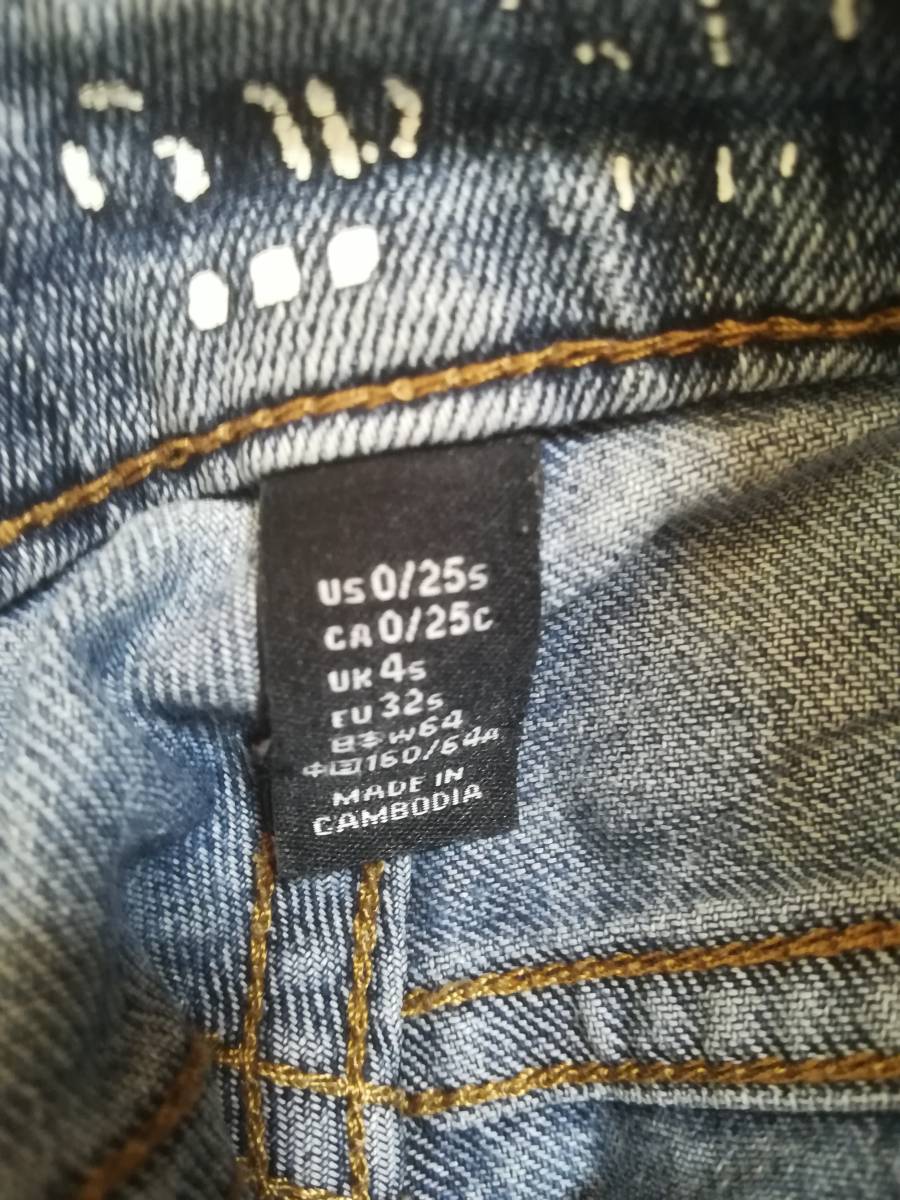 US 0/25S
CA 0/25C
UK 4S
EU 32S
日本 W64
中国 160/64A
MADE IN
CAMBODIA